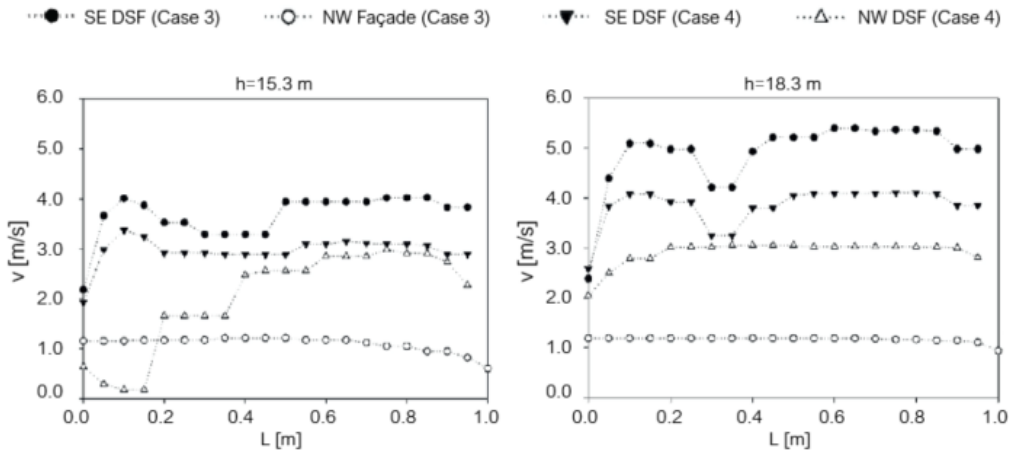 SE DSF (Case 3) NW Façade (Case 3) SE DSF (Case 4) NW DSF (Case 4)
h=15.3 m
6.0
5.0
4.0
3.0
2.0
1.0
0.0
v [m/s]
0.0 0.2 0.4 0.6 0.8 1.0
L [m]
h=18.3 m
6.0
5.0
4.0
3.0
2.0
1.0
0.0
v [m/s]
0.0 0.2 0.4 0.6 0.8 1.0
L [m]